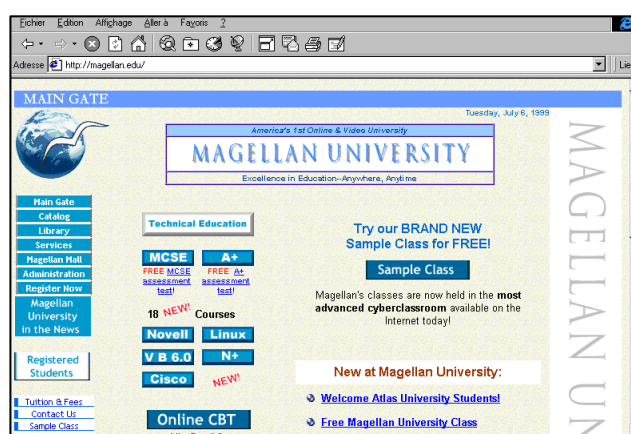 Fichier Edition Affichage Aller à Favoris ?
Adresse http://magellan.edu/
MAIN GATE
Tuesday, July 6, 1999
America's 1st Online & Video University
MAGELLAN UNIVERSITY
Excellence in Education--Anywhere, Anytime
Main Gate
Catalog
Library
Services
Magellan Mall
Administration
Register Now
Magellan
University
in the News
Registered
Students
Tuition & Fees
Contact Us
Sample Class
Technical Education
MCSE A+
FREE MCSE assessment test!
FREE A+ assessment test!
18 NEW! Courses
Novell Linux
V B 6.0 N+
Cisco NEW!
Online CBT
Try our BRAND NEW
Sample Class for FREE!
Sample Class
Magellan's classes are now held in the most
advanced cyberclassroom available on the
Internet today!
New at Magellan University:
Welcome Atlas University Students!
Free Magellan University Class
MAGELLAN UN